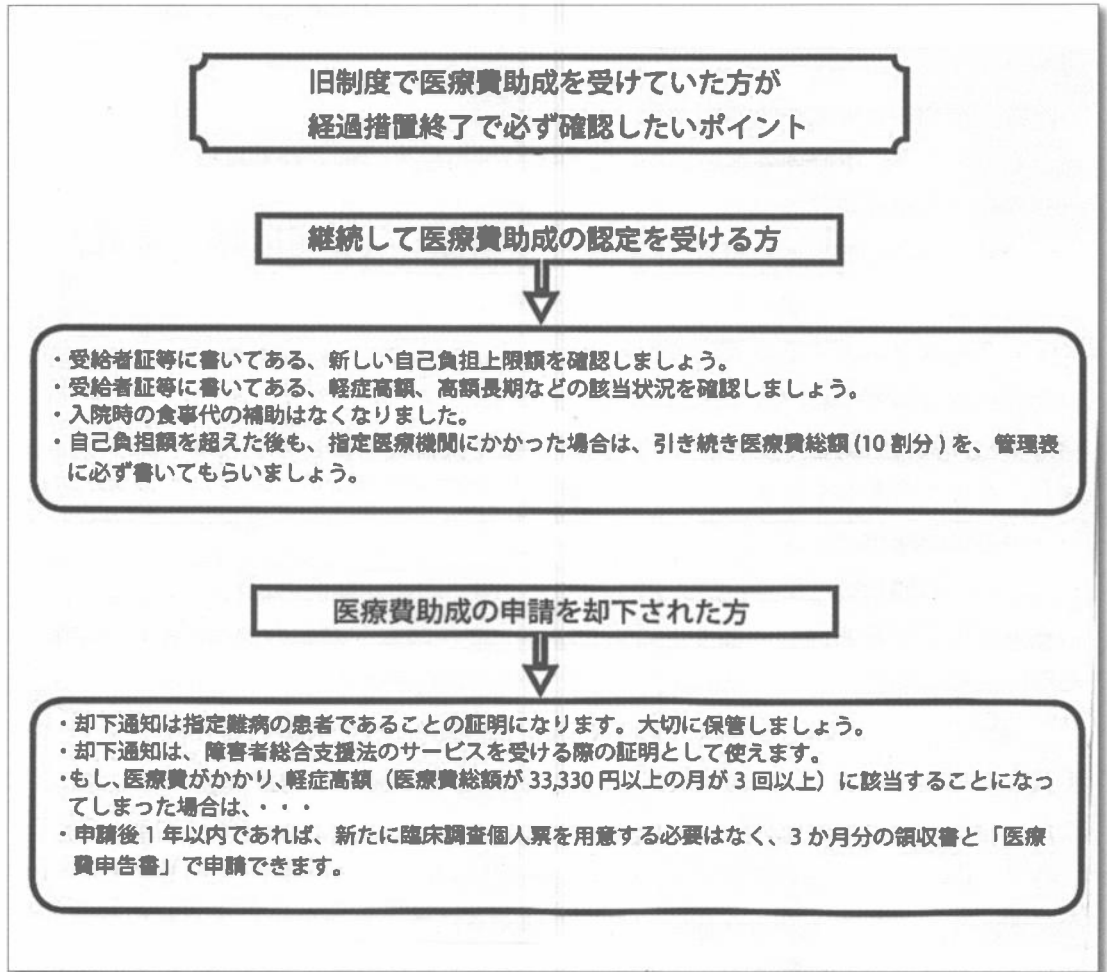 旧制度で医療費助成を受けていた方が
経過措置終了で必ず確認したいポイント
継続して医療費助成の認定を受ける方
・受給者証等に書いてある、新しい自己負担上限額を確認しましょう。
・受給者証等に書いてある、軽症高額、高額長期などの該当状況を確認しましょう。
・入院時の食事代の補助はなくなりました。
・自己負担額を超えた後も、指定医療機関にかかった場合は、引き続き医療費総額(10割分)を、管理表
に必ず書いてもらいましょう。
医療費助成の申請を却下された方
・却下通知は指定難病の患者であることの証明になります。大切に保管しましょう。
・却下通知は、障害者総合支援法のサービスを受ける際の証明として使えます。
・もし、医療費がかかり、軽症高額（医療費総額が33,330円以上の月が3回以上）に該当することになっ
てしまった場合は、・・・
・申請後1年以内であれば、新たに臨床調査個人票を用意する必要はなく、3か月分の領収書と「医療
費申告書」で申請できます。